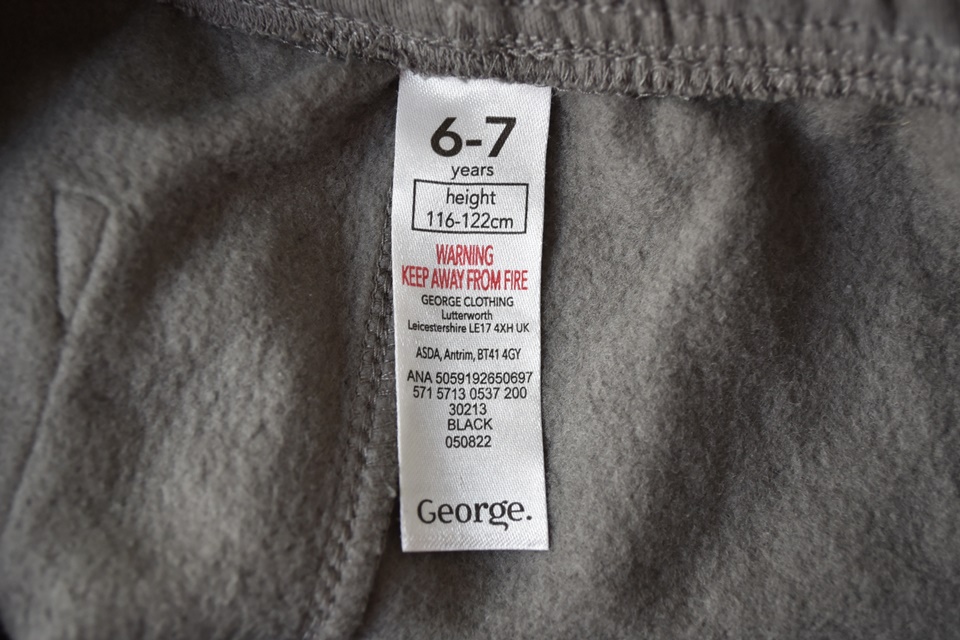 6-7
years
height
116-122cm
WARNING
KEEP AWAY FROM FIRE
GEORGE CLOTHING
Lutterworth
Leicestershire LE17 4XH UK
ASDA, Antrim, BT41 4GY
ANA 5059192650697
571 5713 0537 200
30213
BLACK
050822
George.